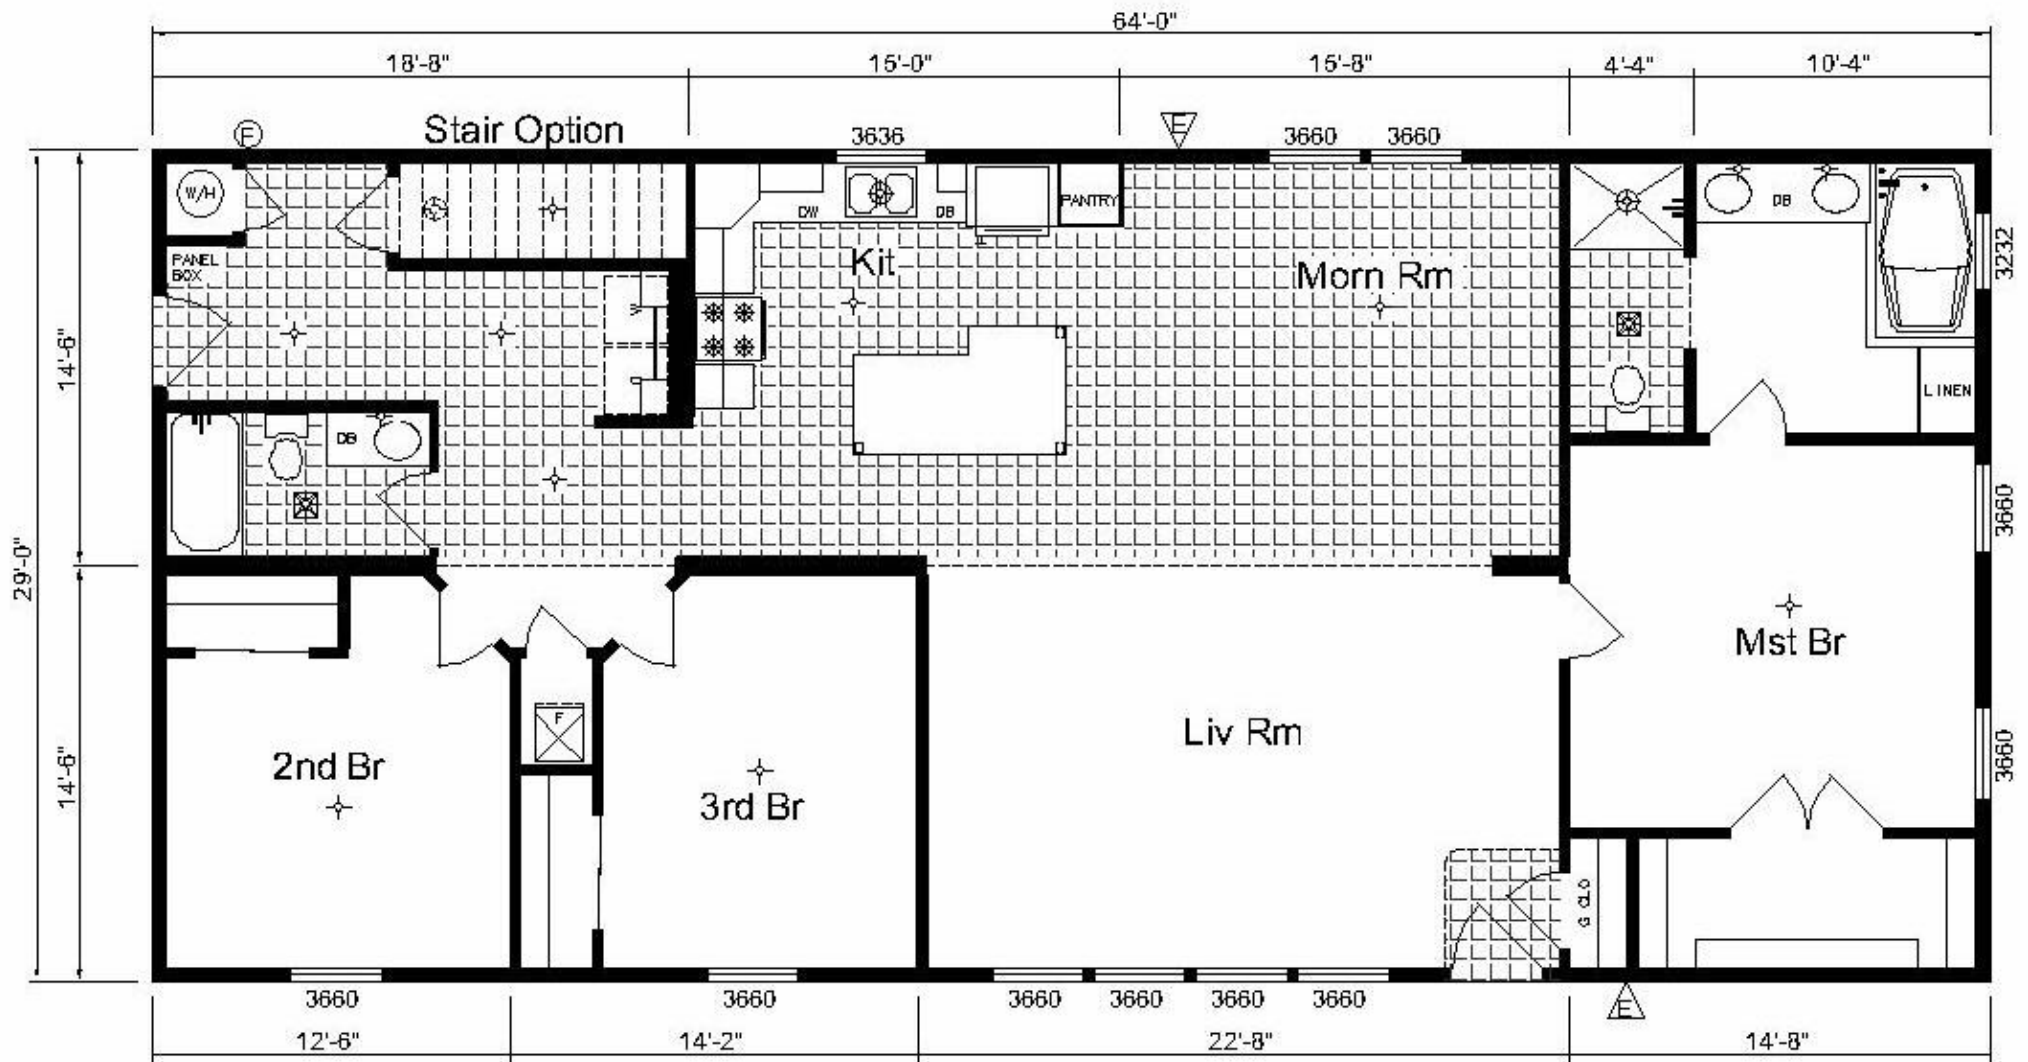 64'-0"
18'-8"
15'-0"
15'-8"
4'-4"
10'-4"
F
Stair Option
3636
E
3660
3660
W/H
PANEL
BOX
DW
DB
PANTRY
DB
3232
Kit
Morn Rm
W
D
LINEN
14'-6"
DB
3660
29'-0"
Mst Br
F
Liv Rm
3660
2nd Br
3rd Br
14'-6"
G CLO
3660
3660
3660
3660
3660
3660
E
12'-6"
14'-2"
22'-8"
14'-8"